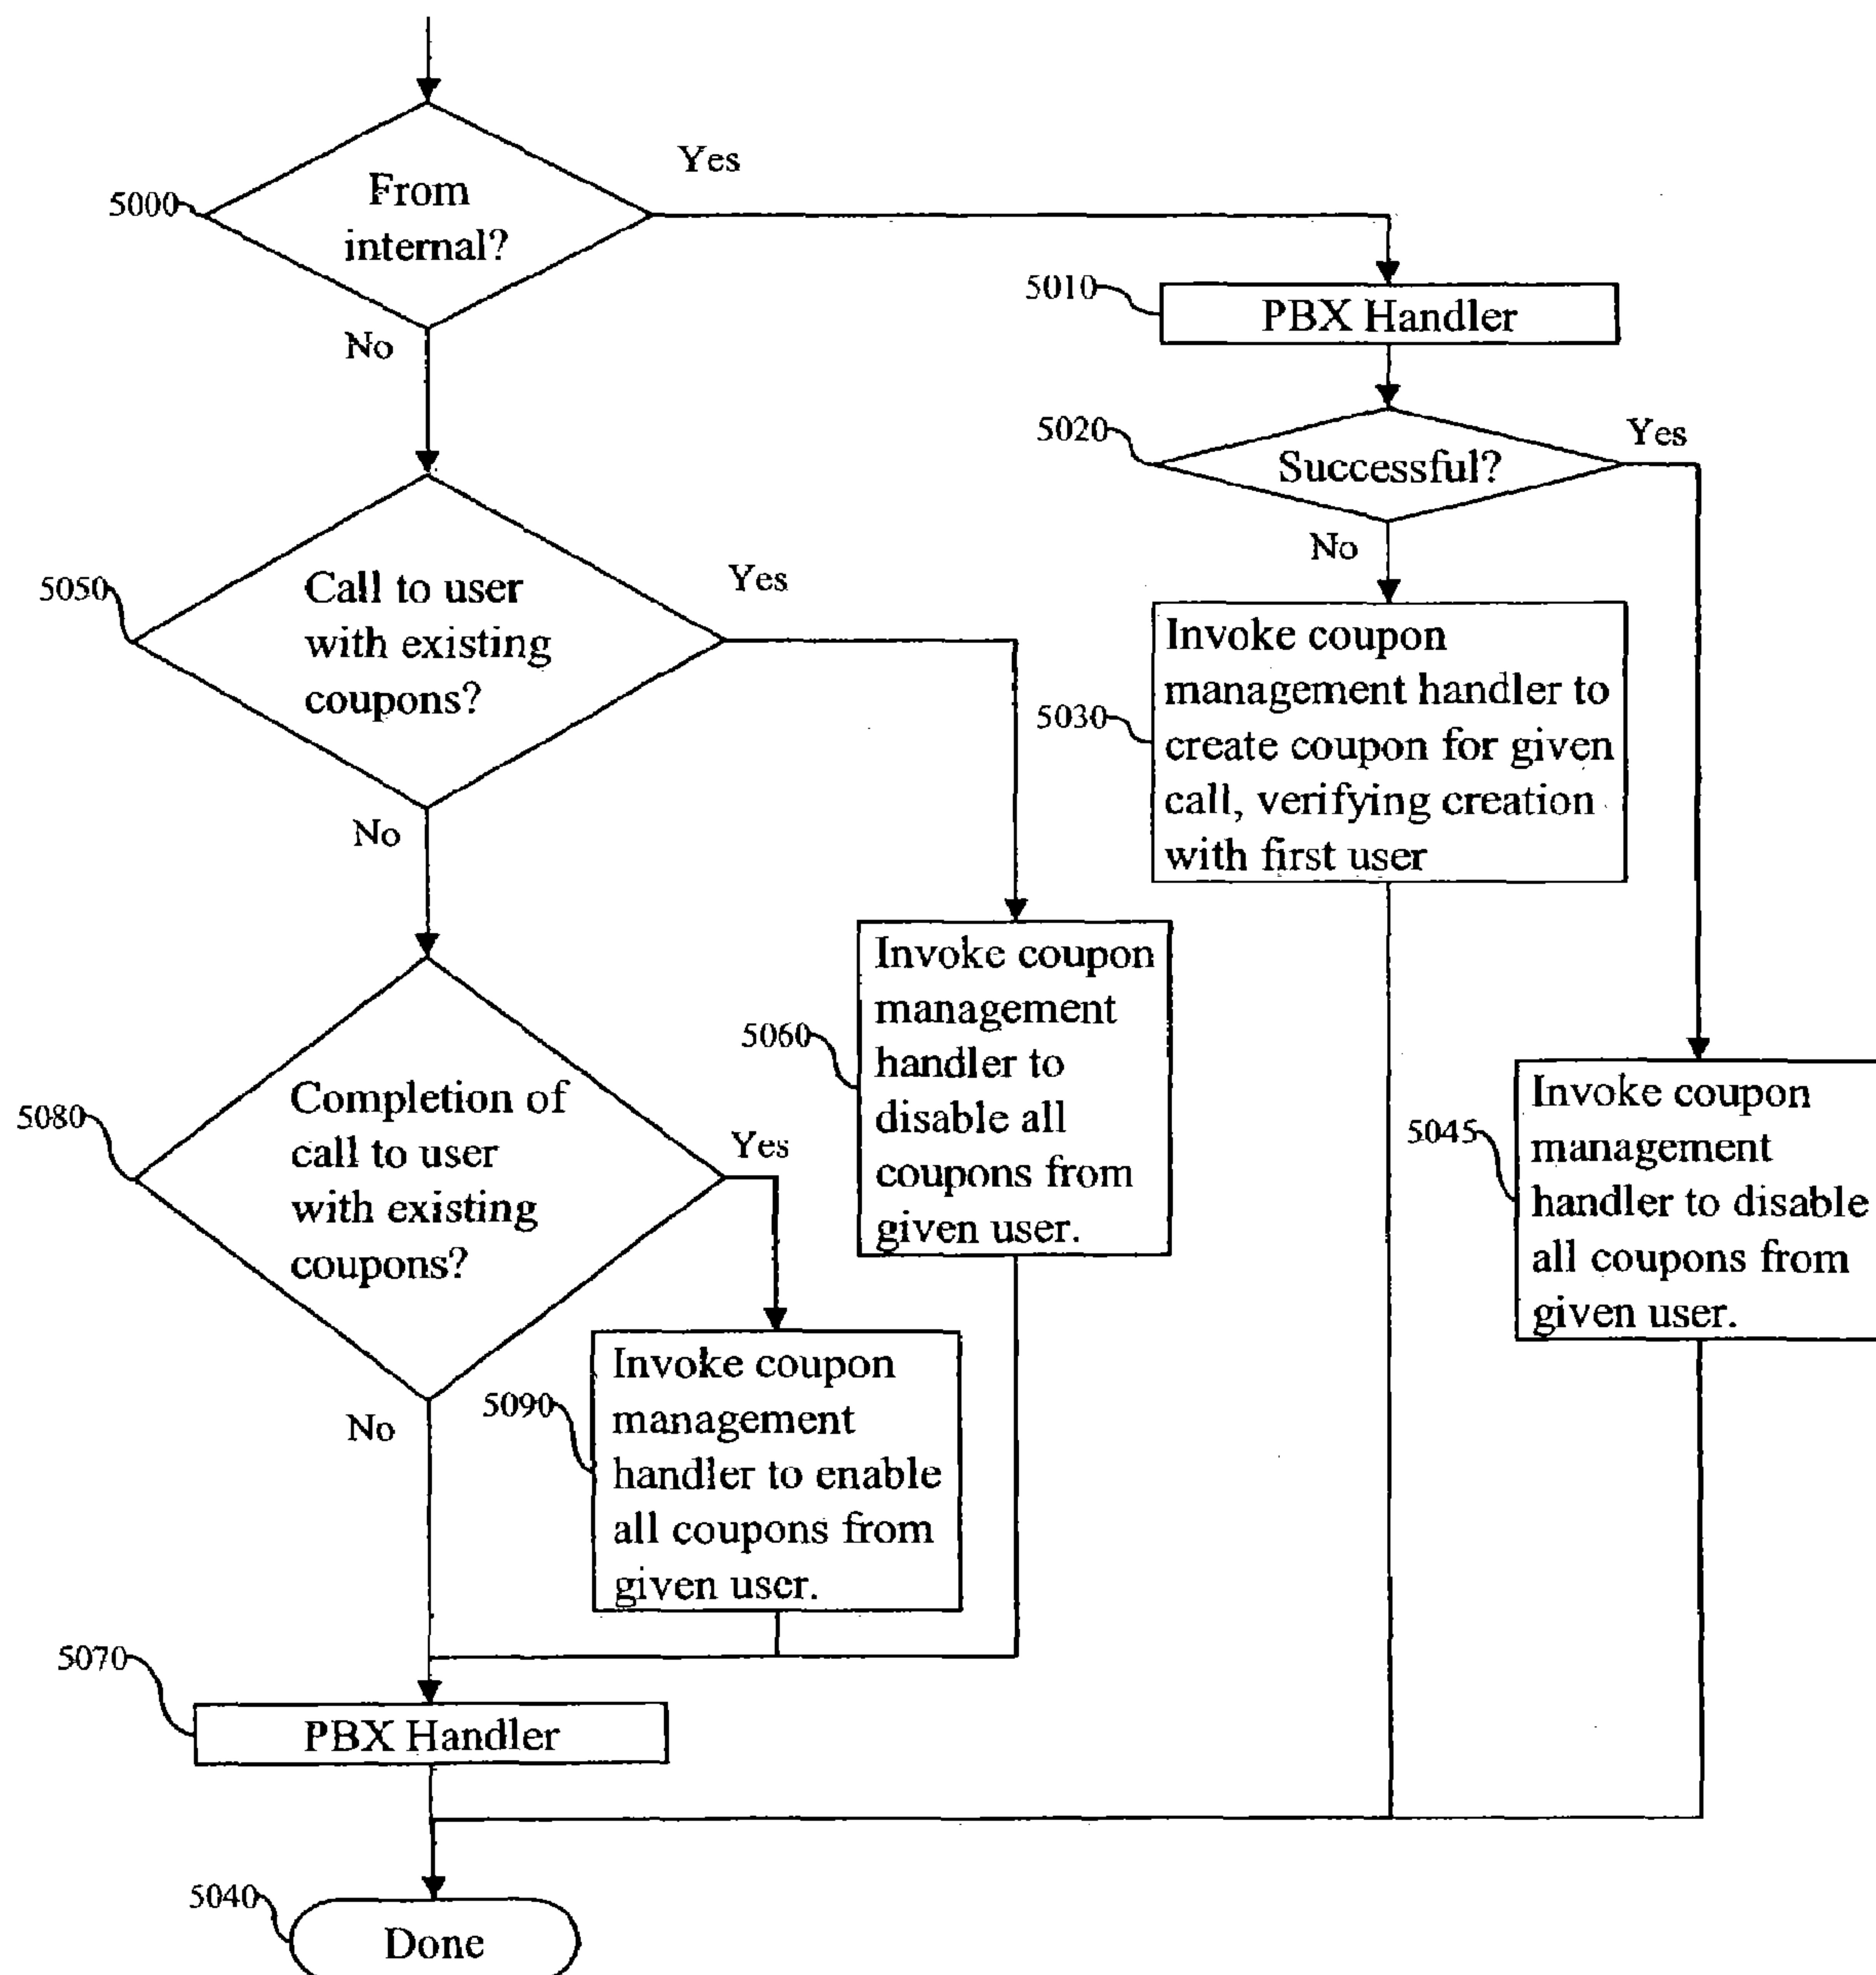 Yes
5000
From
internal?
No
5010
PBX Handler
5020
Successful?
Yes
No
5050
Call to user
with existing
coupons?
Yes
No
5030
Invoke coupon
management handler to
create coupon for given
call, verifying creation
with first user
5060
Invoke coupon
management
handler to
disable all
coupons from
given user.
5045
Invoke coupon
management
handler to disable
all coupons from
given user.
5080
Completion of
call to user
with existing
coupons?
Yes
No
5090
Invoke coupon
management
handler to enable
all coupons from
given user.
5070
PBX Handler
5040
Done